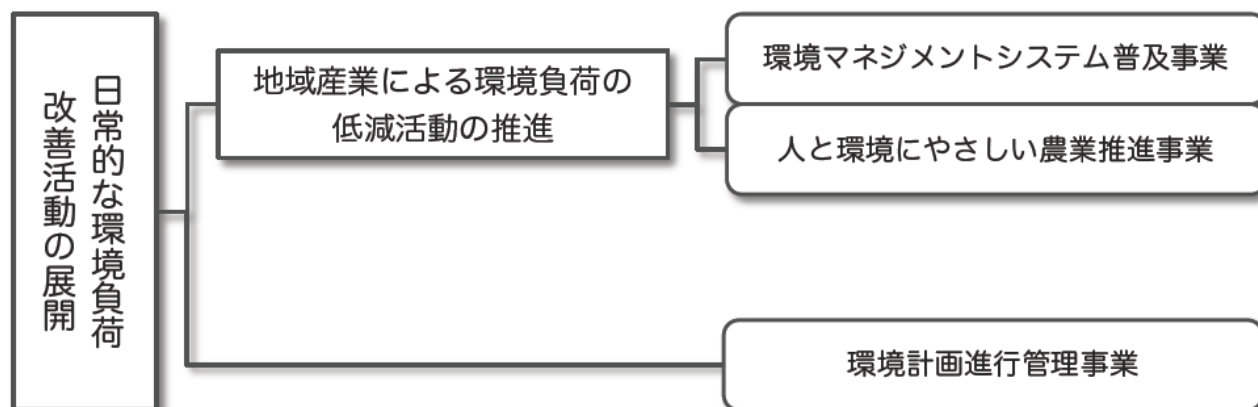 日常的な環境負荷
改善活動の展開
地域産業による環境負荷の
低減活動の推進
環境マネジメントシステム普及事業
人と環境にやさしい農業推進事業
環境計画進行管理事業